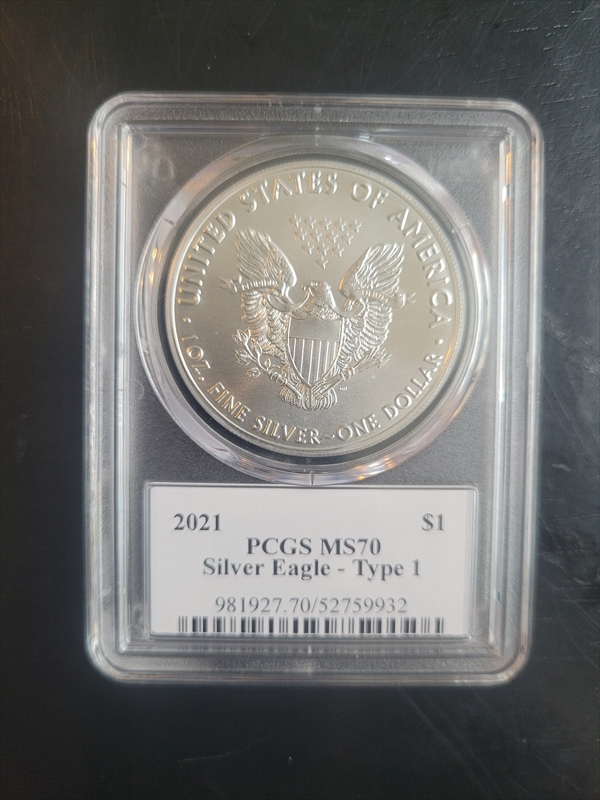 UNITED STATES OF AMERICA
1 OZ. FINE SILVER~ONE DOLLAR
2021 $1
PCGS MS70
Silver Eagle - Type 1
981927.70/52759932